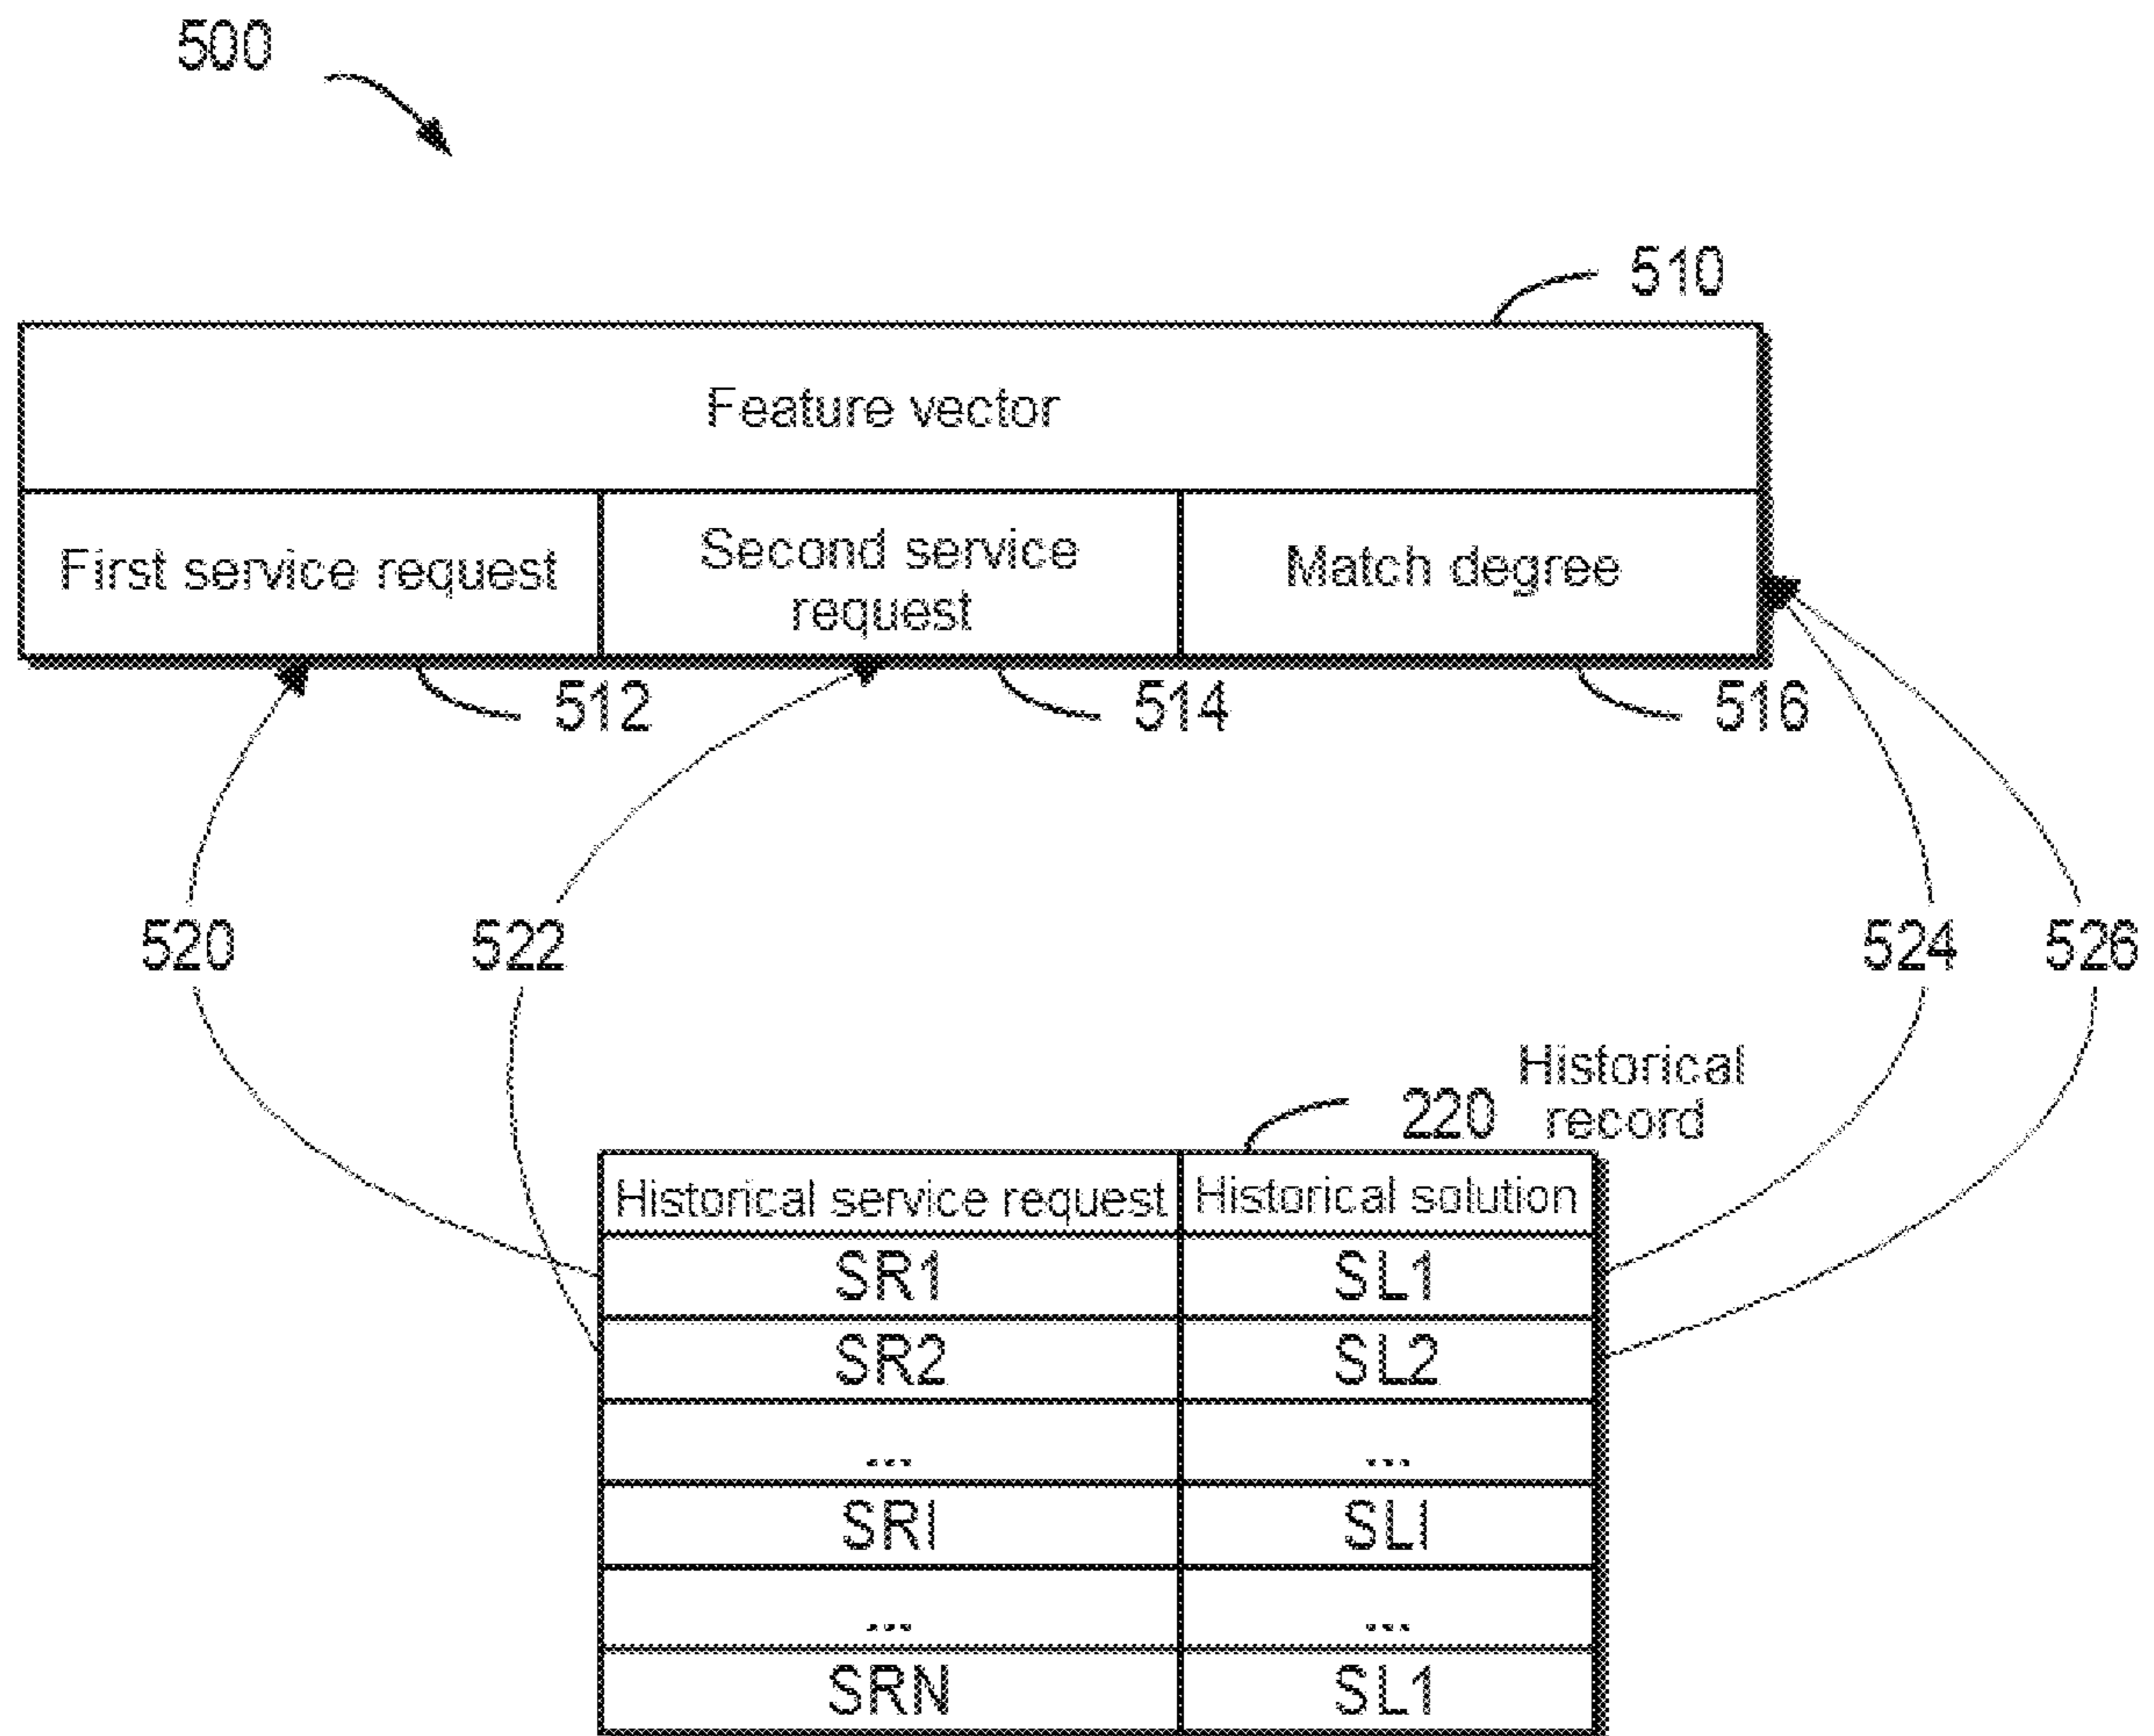 500
510
Feature vector
First service request
Second service
request
Match degree
512
514
516
520
522
524
526
220
Historical
record
Historical service request
Historical solution
SR1
SL1
SR2
SL2
...
...
SRI
SLI
...
...
SRN
SL1